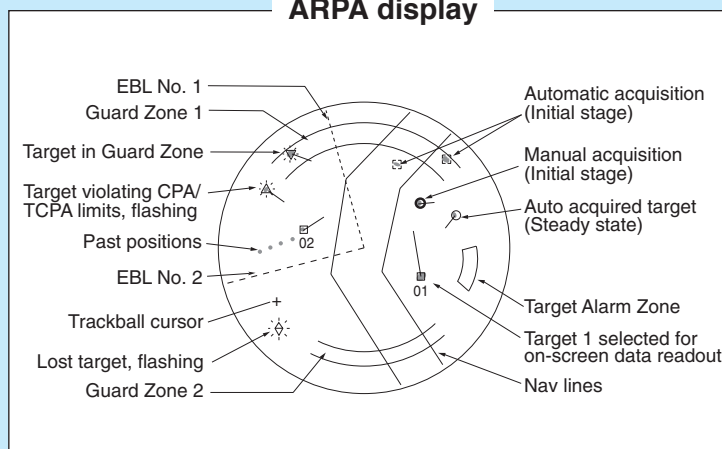 ARPA display
EBL No. 1
Guard Zone 1
Target in Guard Zone
Target violating CPA/
TCPA limits, flashing
Past positions
EBL No. 2
Trackball cursor
Lost target, flashing
Guard Zone 2
02
01
Automatic acquisition
(Initial stage)
Manual acquisition
(Initial stage)
Auto acquired target
(Steady state)
Target Alarm Zone
Target 1 selected for
on-screen data readout
Nav lines